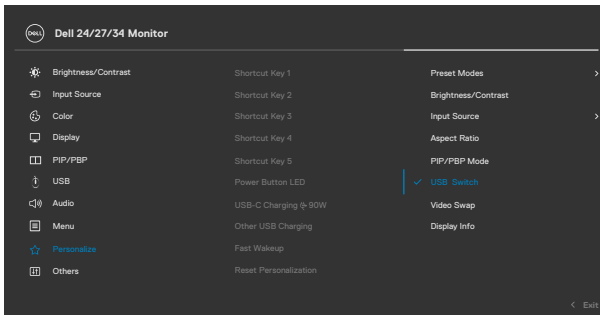 DELL
Dell 24/27/34 Monitor
Brightness/Contrast
Input Source
Color
Display
PIP/PBP
USB
Audio
Menu
Personalize
Others
Shortcut Key 1
Shortcut Key 2
Shortcut Key 3
Shortcut Key 4
Shortcut Key 5
Power Button LED
USB-C Charging 90W
Other USB Charging
Fast Wakeup
Reset Personalization
Preset Modes
Brightness/Contrast
Input Source
Aspect Ratio
PIP/PBP Mode
USB Switch
Video Swap
Display Info
Exit